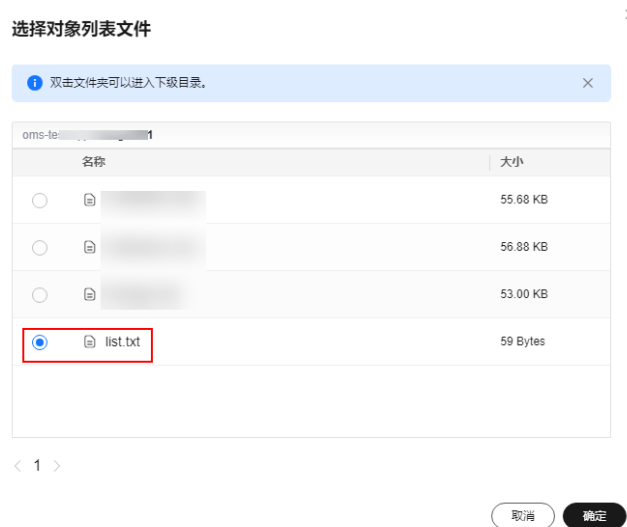 选择对象列表文件
双击文件夹可以进入下级目录。
oms-te
名称 大小
55.68 KB
56.88 KB
53.00 KB
list.txt 59 Bytes
< 1 >
取消 确定